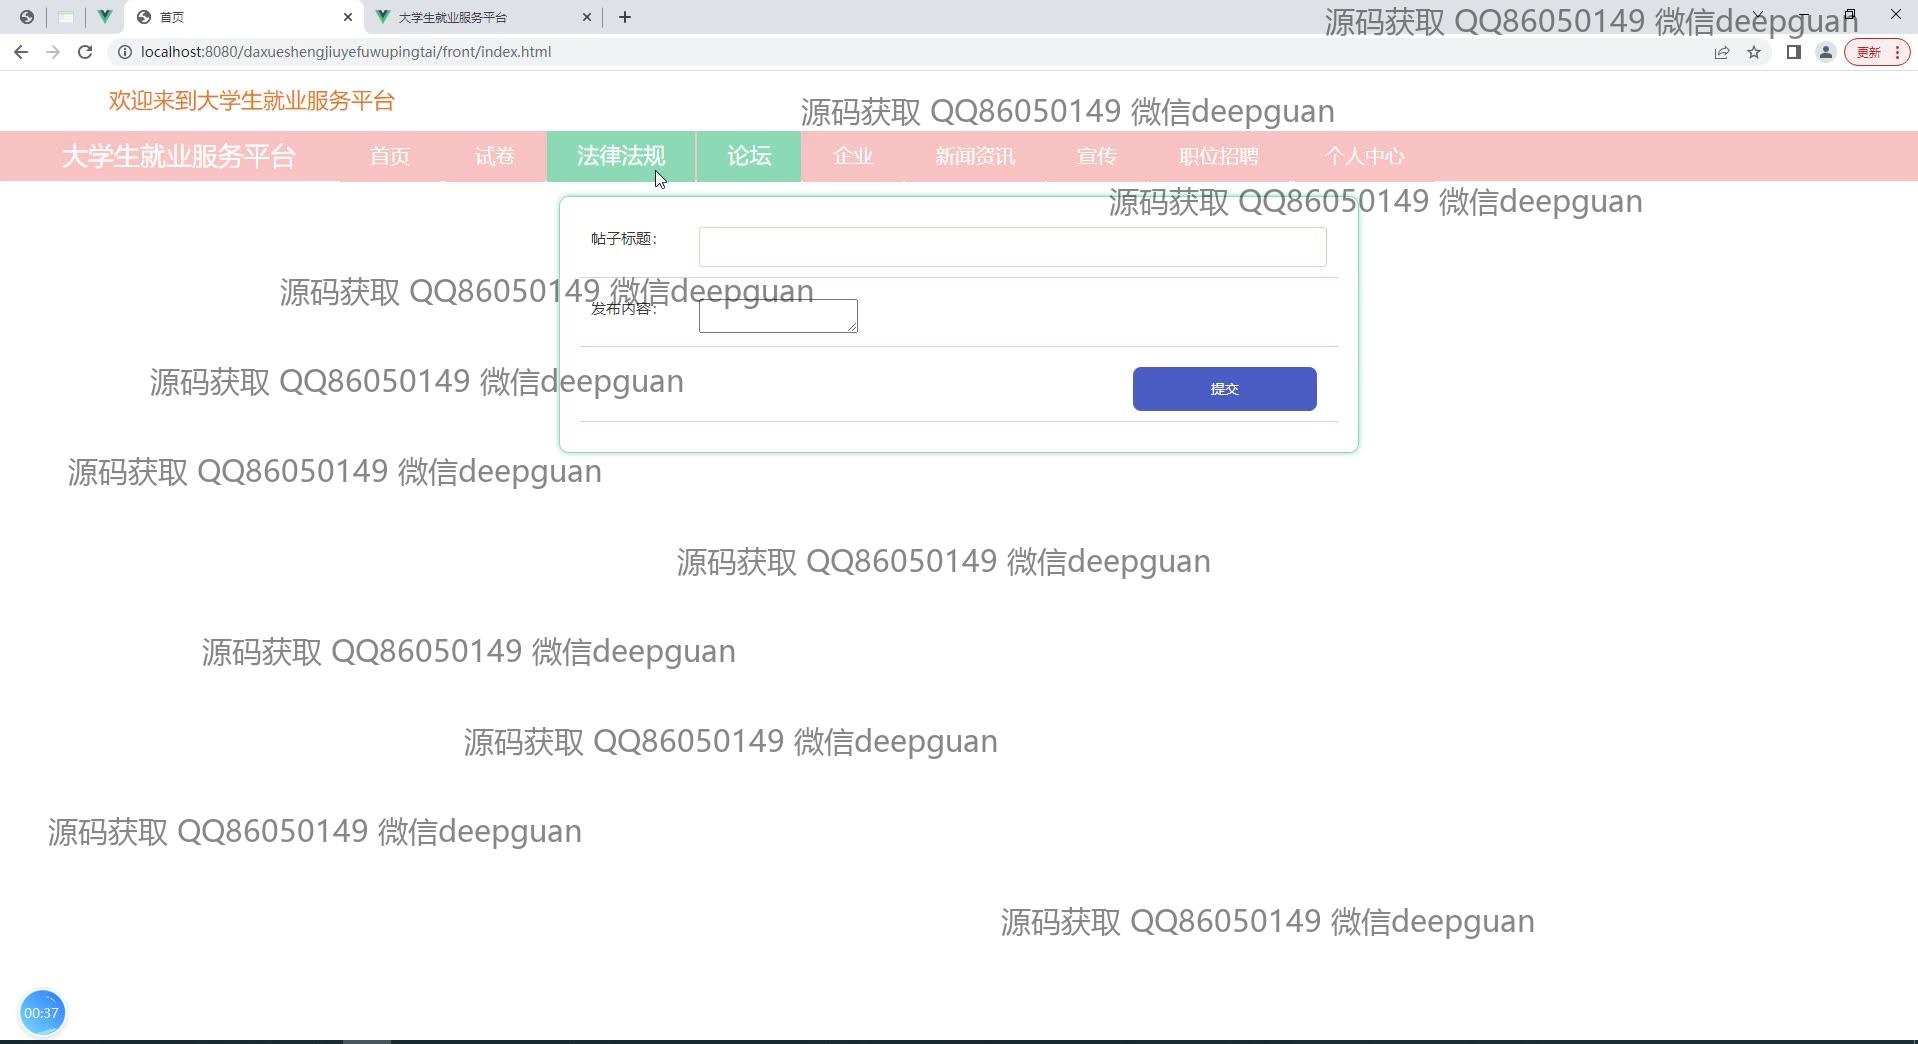 首页
大学生就业服务平台
源码获取 QQ86050149 微信deepguan
localhost:8080/daxueshengjiuyefuwupingtai/front/index.html
更新
欢迎来到大学生就业服务平台
源码获取 QQ86050149 微信deepguan
大学生就业服务平台 首页 试卷 法律法规 论坛 企业 新闻资讯 宣传 职位招聘 个人中心
源码获取 QQ86050149 微信deepguan
帖子标题：
源码获取 QQ86050149 微信deepguan
发布内容：
源码获取 QQ86050149 微信deepguan
提交
源码获取 QQ86050149 微信deepguan
源码获取 QQ86050149 微信deepguan
源码获取 QQ86050149 微信deepguan
源码获取 QQ86050149 微信deepguan
源码获取 QQ86050149 微信deepguan
源码获取 QQ86050149 微信deepguan
00:37